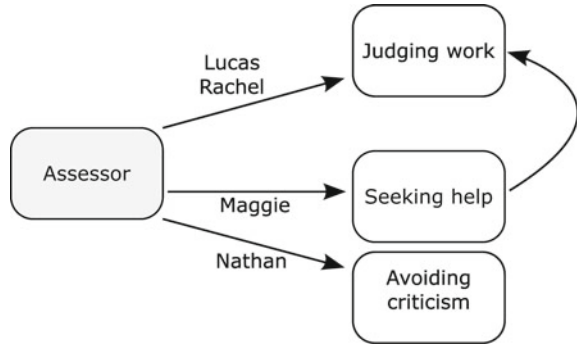 Lucas
Rachel
Judging work
Assessor
Maggie
Seeking help
Nathan
Avoiding
criticism